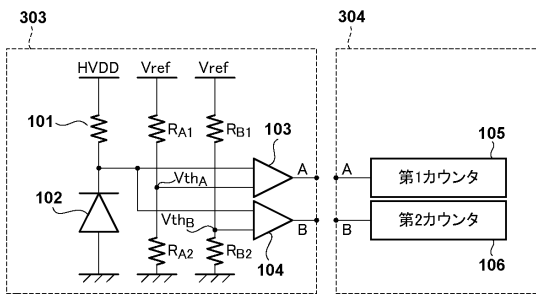 303
304
HVDD Vref Vref
101
RA1
RB1
103
A
A
105
第1カウンタ
102
VthA
VthB
B
B
第2カウンタ
RA2
RB2
104
106